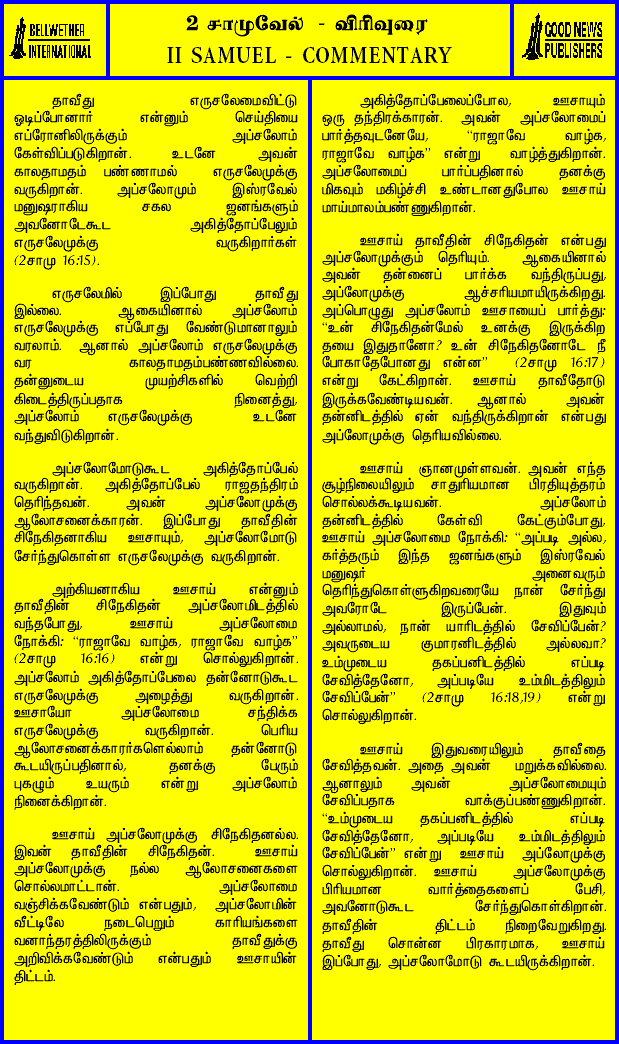 BELLWETHER
INTERNATIONAL
2 சாமுவேல் - விரிவுரை
II SAMUEL - COMMENTARY
GOOD NEWS
PUBLISHERS
தாவீது எருசலேமைவிட்டு
ஓடிப்போனார் என்னும் செய்தியை
எப்ரோனிலிருக்கும் அப்சலோம்
கேள்விப்படுகிறான். உடனே அவன்
காலதாமதம் பண்ணாமல் எருசலேமுக்கு
வருகிறான். அப்சலோமும் இஸ்ரவேல்
மனுஷராகிய சகல ஜனங்களும்
அவனோடேகூட அகித்தோப்பேலும்
எருசலேமுக்கு வருகிறார்கள்
(2சாமு 16:15).
எருசலேமில் இப்போது தாவீது
இல்லை. ஆகையினால் அப்சலோம்
எருசலேமுக்கு எப்போது வேண்டுமானாலும்
வரலாம். ஆனால் அப்சலோம் எருசலேமுக்கு
வர காலதாமதம்பண்ணவில்லை.
தன்னுடைய முயற்சிகளில் வெற்றி
கிடைத்திருப்பதாக நினைத்து,
அப்சலோம் எருசலேமுக்கு உடனே
வந்துவிடுகிறான்.
அப்சலோமோடுகூட அகித்தோப்பேல்
வருகிறான். அகித்தோப்பேல் ராஜதந்திரம்
தெரிந்தவன். அவன் அப்சலோமுக்கு
ஆலோசனைக்காரன். இப்போது தாவீதின்
சிநேகிதனாகிய ஊசாயும், அப்சலோமோடு
சேர்ந்துகொள்ள எருசலேமுக்கு வருகிறான்.
அற்கியனாகிய ஊசாய் என்னும்
தாவீதின் சிநேகிதன் அப்சலோமிடத்தில்
வந்தபோது, ஊசாய் அப்சலோமை
நோக்கி: “ராஜாவே வாழ்க, ராஜாவே வாழ்க”
(2சாமு 16:16) என்று சொல்லுகிறான்.
அப்சலோம் அகித்தோப்பேலை தன்னோடுகூட
எருசலேமுக்கு அழைத்து வருகிறான்.
ஊசாயோ அப்சலோமை சந்திக்க
எருசலேமுக்கு வருகிறான். பெரிய
ஆலோசனைக்காரர்களெல்லாம் தன்னோடு
கூடயிருப்பதினால், தனக்கு பேரும்
புகழும் உயரும் என்று அப்சலோம்
நினைக்கிறான்.
ஊசாய் அப்சலோமுக்கு சிநேகிதனல்ல.
இவன் தாவீதின் சிநேகிதன். ஊசாய்
அப்சலோமுக்கு நல்ல ஆலோசனைகளை
சொல்லமாட்டான். அப்சலோமை
வஞ்சிக்கவேண்டும் என்பதும், அப்சலோமின்
வீட்டிலே நடைபெறும் காரியங்களை
வனாந்தரத்திலிருக்கும் தாவீதுக்கு
அறிவிக்கவேண்டும் என்பதும் ஊசாயின்
திட்டம்.
அகித்தோப்பேலைப்போல, ஊசாயும்
ஒரு தந்திரக்காரன். அவன் அப்சலோமைப்
பார்த்தவுடனேயே, “ராஜாவே வாழ்க,
ராஜாவே வாழ்க” என்று வாழ்த்துகிறான்.
அப்சலோமைப் பார்ப்பதினால் தனக்கு
மிகவும் மகிழ்ச்சி உண்டானதுபோல ஊசாய்
மாய்மாலம்பண்ணுகிறான்.
ஊசாய் தாவீதின் சிநேகிதன் என்பது
அப்சலோமுக்கும் தெரியும். ஆகையினால்
அவன் தன்னைப் பார்க்க வந்திருப்பது,
அப்லோமுக்கு ஆச்சரியமாயிருக்கிறது.
அப்பொழுது அப்சலோம் ஊசாயைப் பார்த்து:
“உன் சிநேகிதன்மேல் உனக்கு இருக்கிற
தயை இதுதானோ? உன் சிநேகிதனோடே நீ
போகாதேபோனது என்ன” (2சாமு 16:17)
என்று கேட்கிறான். ஊசாய் தாவீதோடு
இருக்கவேண்டியவன். ஆனால் அவன்
தன்னிடத்தில் ஏன் வந்திருக்கிறான் என்பது
அப்லோமுக்கு தெரியவில்லை.
ஊசாய் ஞானமுள்ளவன். அவன் எந்த
சூழ்நிலையிலும் சாதுரியமான பிரதியுத்தரம்
சொல்லக்கூடியவன். அப்சலோம்
தன்னிடத்தில் கேள்வி கேட்கும்போது,
ஊசாய் அப்சலோமை நோக்கி: “அப்படி அல்ல,
கர்த்தரும் இந்த ஜனங்களும் இஸ்ரவேல்
மனுஷர் அனைவரும்
தெரிந்துகொள்ளுகிறவரையே நான் சேர்ந்து
அவரோடே இருப்பேன். இதுவும்
அல்லாமல், நான் யாரிடத்தில் சேவிப்பேன்?
அவருடைய குமாரனிடத்தில் அல்லவா?
உம்முடைய தகப்பனிடத்தில் எப்படி
சேவித்தேனோ, அப்படியே உம்மிடத்திலும்
சேவிப்பேன்” (2சாமு 16:18,19) என்று
சொல்லுகிறான்.
ஊசாய் இதுவரையிலும் தாவீதை
சேவித்தவன். அதை அவன் மறுக்கவில்லை.
ஆனாலும் அவன் அப்சலோமையும்
சேவிப்பதாக வாக்குப்பண்ணுகிறான்.
“உம்முடைய தகப்பனிடத்தில் எப்படி
சேவித்தேனோ, அப்படியே உம்மிடத்திலும்
சேவிப்பேன்” என்று ஊசாய் அப்லோமுக்கு
சொல்லுகிறான். ஊசாய் அப்சலோமுக்கு
பிரியமான வார்த்தைகளைப் பேசி,
அவனோடுகூட சேர்ந்துகொள்கிறான்.
தாவீதின் திட்டம் நிறைவேறுகிறது.
தாவீது சொன்ன பிரகாரமாக, ஊசாய்
இப்போது, அப்சலோமோடு கூடயிருக்கிறான்.